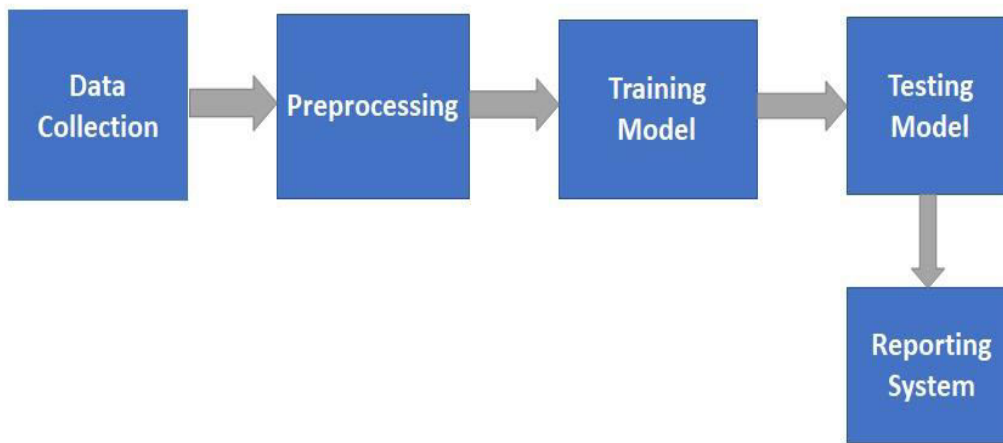 Data
Collection
Preprocessing
Training
Model
Testing
Model
Reporting
System